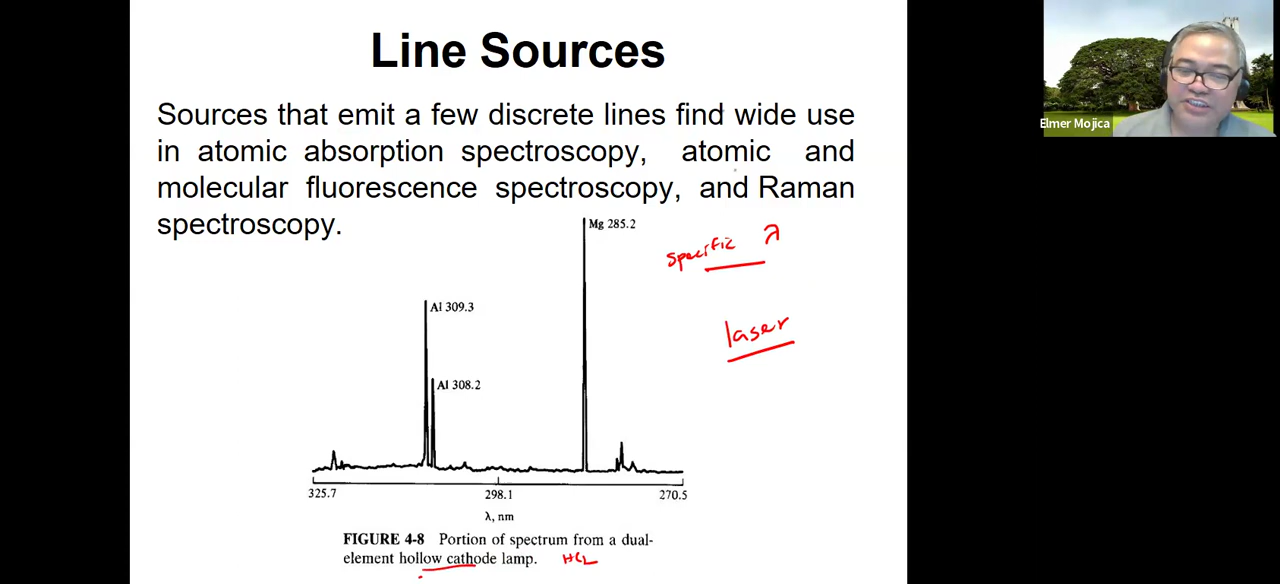 Line Sources
Sources that emit a few discrete lines find wide use
in atomic absorption spectroscopy, atomic and
molecular fluorescence spectroscopy, and Raman
spectroscopy.
Mg 285.2
specific λ
Al 309.3
laser
Al 308.2
325.7 298.1 270.5
λ, nm
FIGURE 4-8 Portion of spectrum from a dual-
element hollow cathode lamp. HCL
Elmer Mojica